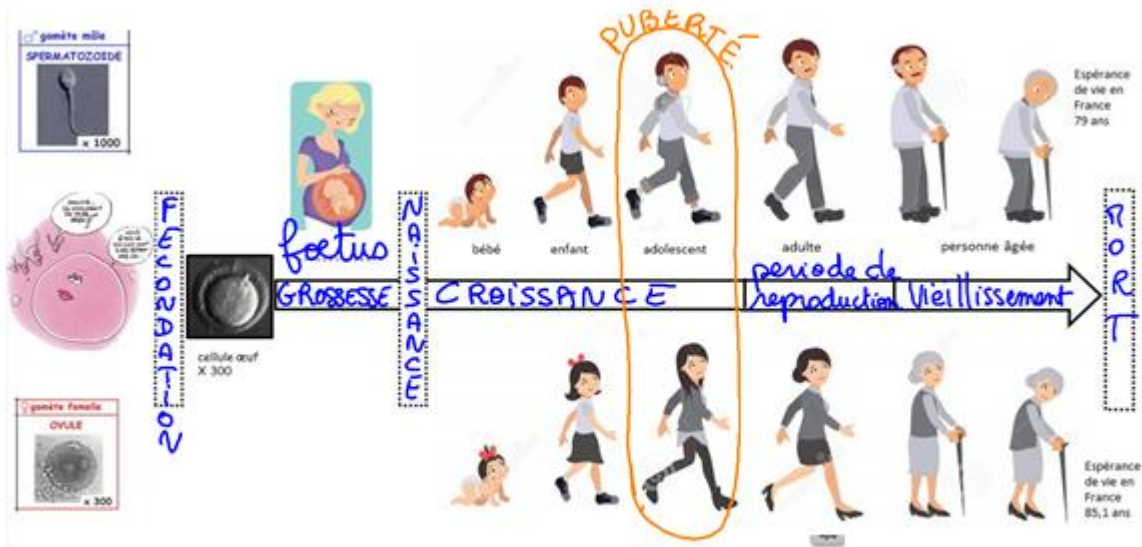 PUBERTÉ
♂ gamète mâle
SPERMATOZOIDE
x 1000
Espérance
de vie en
France
79 ans
FECONDATION
foetus
NAISSANCE
bébé
enfant
adolescent
adulte
personne âgée
MORT
GROSSESSE
CROISSANCE
periode de
reproduction
Vieillissement
cellule œuf
X 300
♀ gamète femelle
OVULE
x 300
Espérance
de vie en
France
85,1 ans